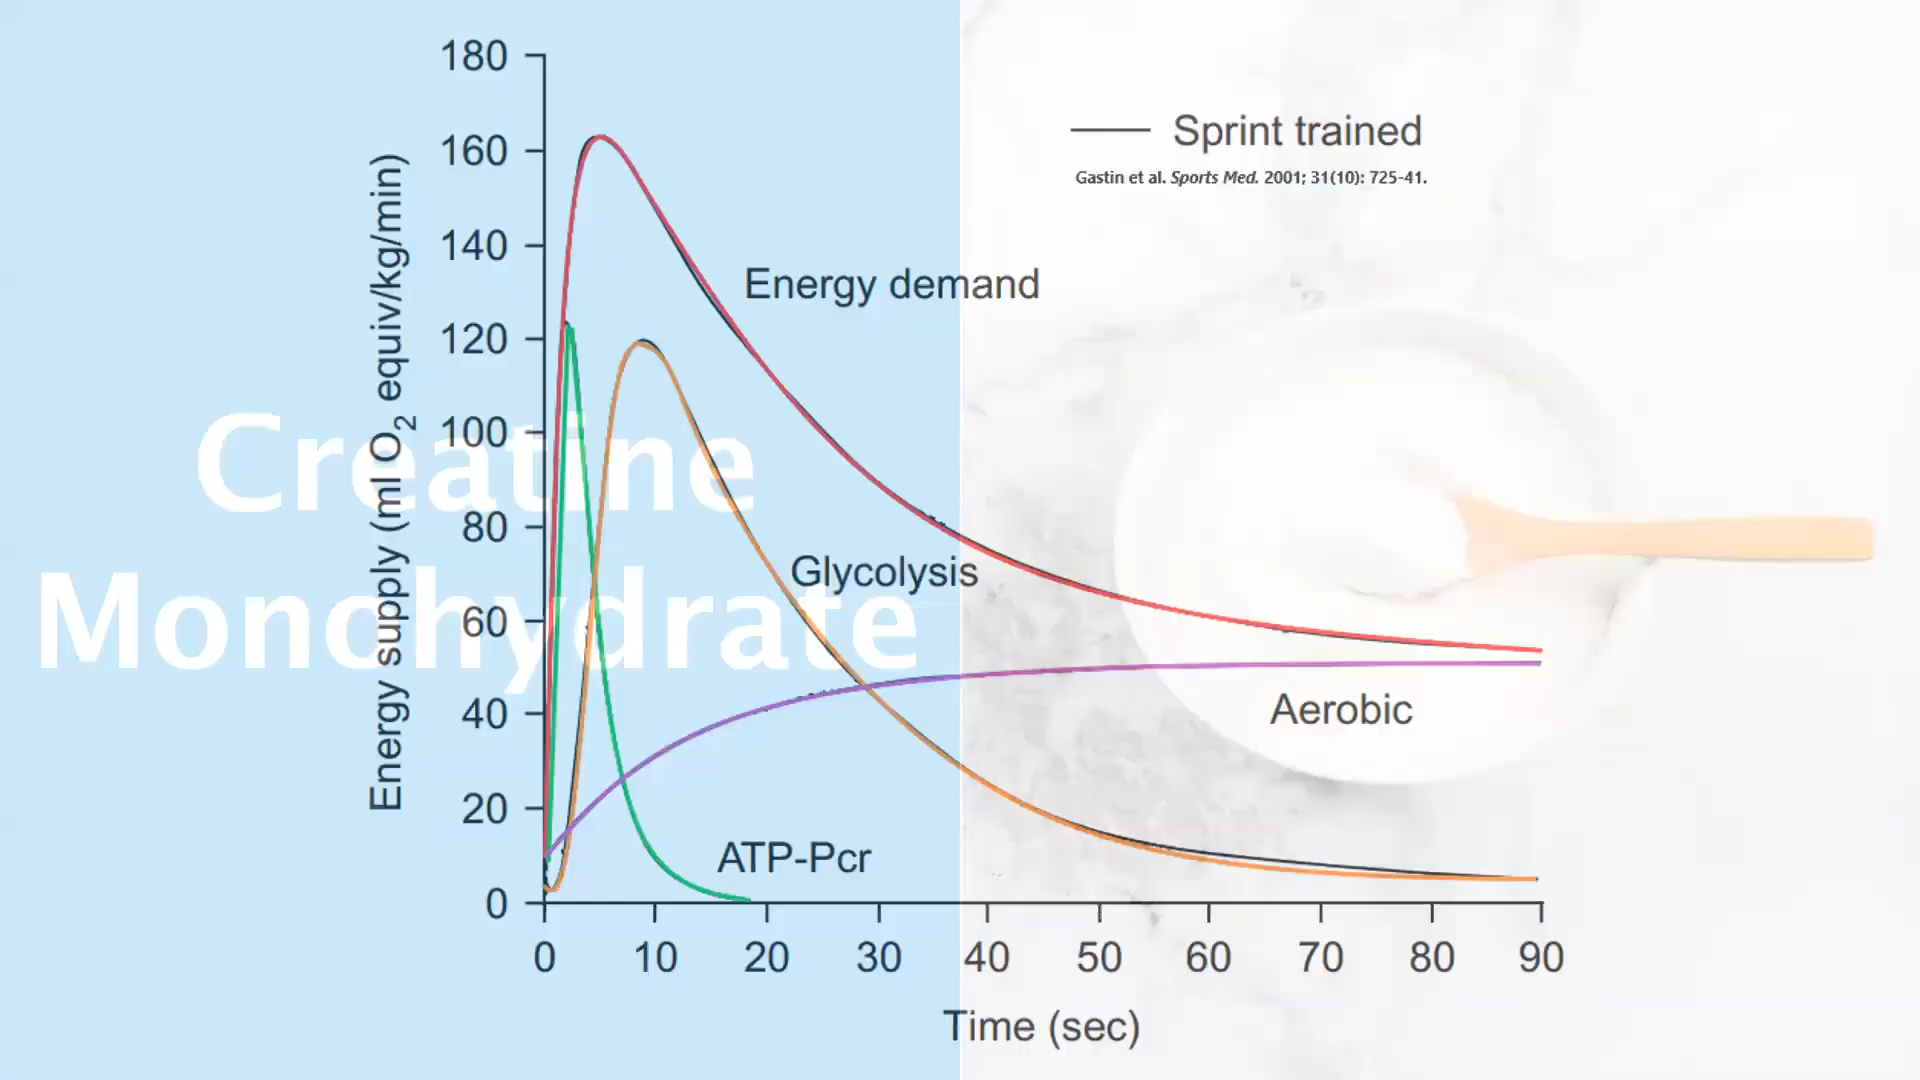 180
160
140
120
100
80
60
40
20
0
Energy supply (ml O2 equiv/kg/min)
Sprint trained
Gastin et al. Sports Med. 2001; 31(10): 725-41.
Energy demand
Creatine
Monohydrate
Glycolysis
Aerobic
ATP-Pcr
0 10 20 30 40 50 60 70 80 90
Time (sec)